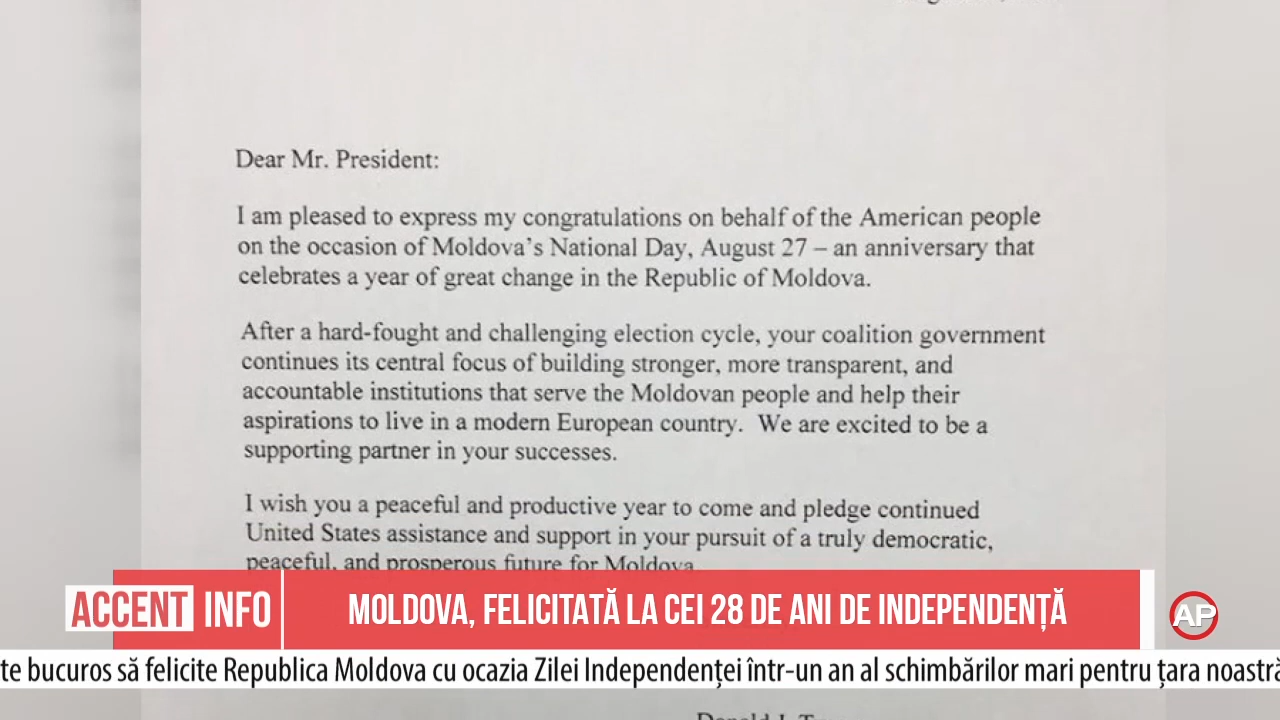 Dear Mr. President:
I am pleased to express my congratulations on behalf of the American people
on the occasion of Moldova's National Day, August 27 – an anniversary that
celebrates a year of great change in the Republic of Moldova.
After a hard-fought and challenging election cycle, your coalition government
continues its central focus of building stronger, more transparent, and
accountable institutions that serve the Moldovan people and help their
aspirations to live in a modern European country. We are excited to be a
supporting partner in your successes.
I wish you a peaceful and productive year to come and pledge continued
United States assistance and support in your pursuit of a truly democratic,
peaceful, and prosperous future for Moldova
ACCENT INFO
MOLDOVA, FELICITATĂ LA CEI 28 DE ANI DE INDEPENDENȚĂ
AP
te bucuros să felicite Republica Moldova cu ocazia Zilei Independenței într-un an al schimbărilor mari pentru țara noastră
Donald J.